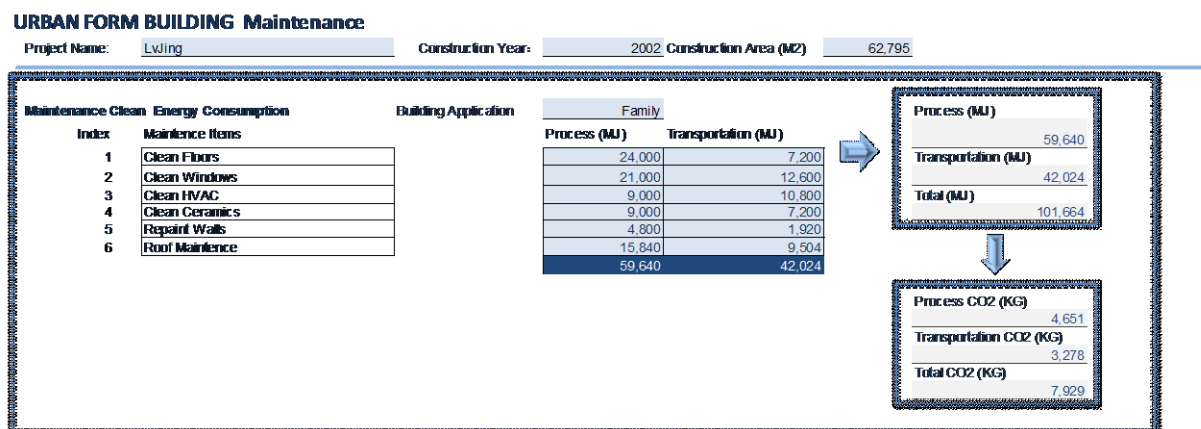 URBAN FORM BUILDING Maintenance
Project Name: LvJing Construction Year: 2002 Construction Area (M2) 62,795
Maintenance Clean Energy Consumption Building Application Family
Index Maintence Items Process (MJ) Transportation (MJ)
1 Clean Floors 24,000 7,200
2 Clean Windows 21,000 12,600
3 Clean HVAC 9,000 10,800
4 Clean Ceramics 9,000 7,200
5 Repaint Walls 4,800 1,920
6 Roof Maintence 15,840 9,504
59,640 42,024
Process (MJ)
59,640
Transportation (MJ)
42,024
Total (MJ)
101,664
Process CO2 (KG)
4,651
Transportation CO2 (KG)
3,278
Total CO2 (KG)
7,929